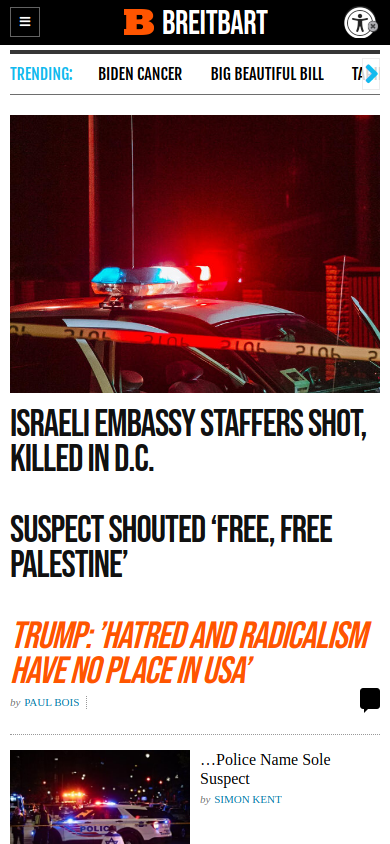 BREITBART
TRENDING:
BIDEN CANCER
BIG BEAUTIFUL BILL
ISRAELI EMBASSY STAFFERS SHOT,
KILLED IN D.C.
SUSPECT SHOUTED ‘FREE, FREE
PALESTINE’
TRUMP: ’HATRED AND RADICALISM
HAVE NO PLACE IN USA’
by PAUL BOIS
POLICE
…Police Name Sole
Suspect
by SIMON KENT